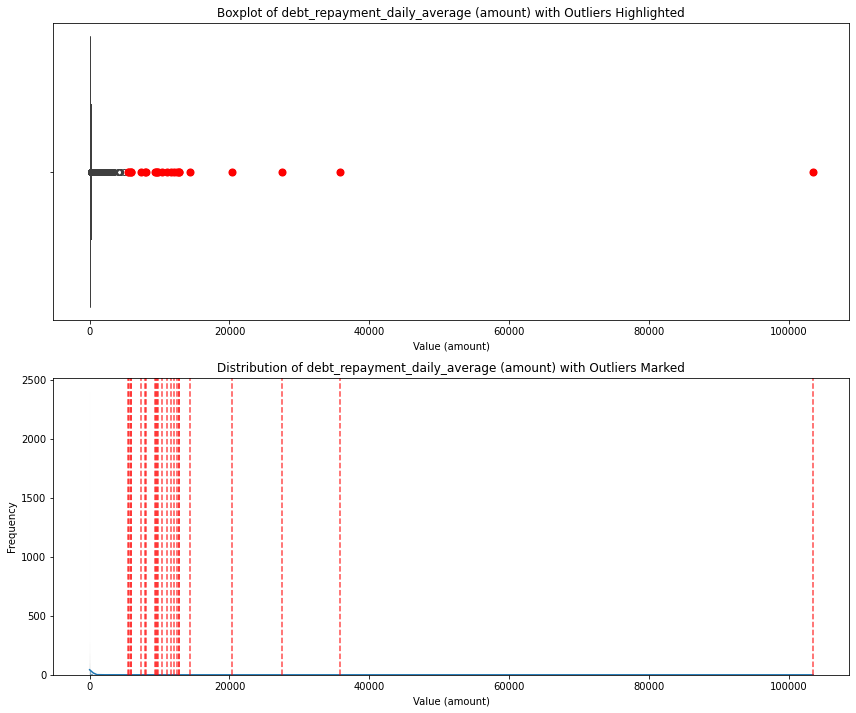 Boxplot of debt_repayment_daily_average (amount) with Outliers Highlighted
0 20000 40000 60000 80000 100000
Value (amount)
Distribution of debt_repayment_daily_average (amount) with Outliers Marked
2500
2000
1500
1000
500
0
Frequency
0 20000 40000 60000 80000 100000
Value (amount)